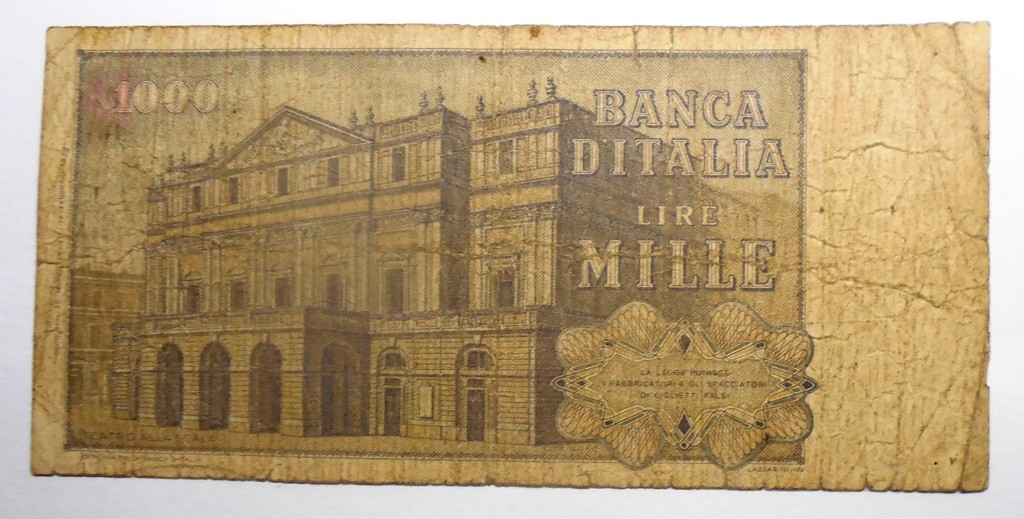 1000
BANCA
D'ITALIA
LIRE
MILLE
LA LEGGE PUNISCE
I FABBRICATORI E GLI SPACCIATORI
DI BIGLIETTI FALSI
TEATRO ALLA SCALA